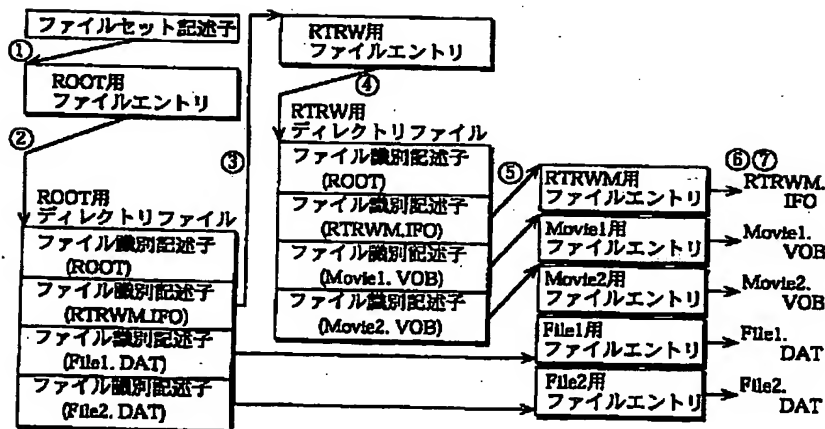 ファイルセット記述子
①
ROOT用
ファイルエントリ
②
ROOT用
ディレクトリファイル
ファイル識別記述子
(ROOT)
ファイル識別記述子
(RTRWM.IFO)
ファイル識別記述子
(File1. DAT)
ファイル識別記述子
(File2. DAT)
③
RTRW用
ファイルエントリ
④
RTRW用
ディレクトリファイル
ファイル識別記述子
(ROOT)
ファイル識別記述子
(RTRWM.IFO)
ファイル識別記述子
(Movie1. VOB)
ファイル識別記述子
(Movie2. VOB)
⑤
RTRWM用
ファイルエントリ
Movie1用
ファイルエントリ
Movie2用
ファイルエントリ
File1用
ファイルエントリ
File2用
ファイルエントリ
⑥⑦
RTRWM.
IFO
Movie1.
VOB
Movie2.
VOB
File1.
DAT
File2.
DAT